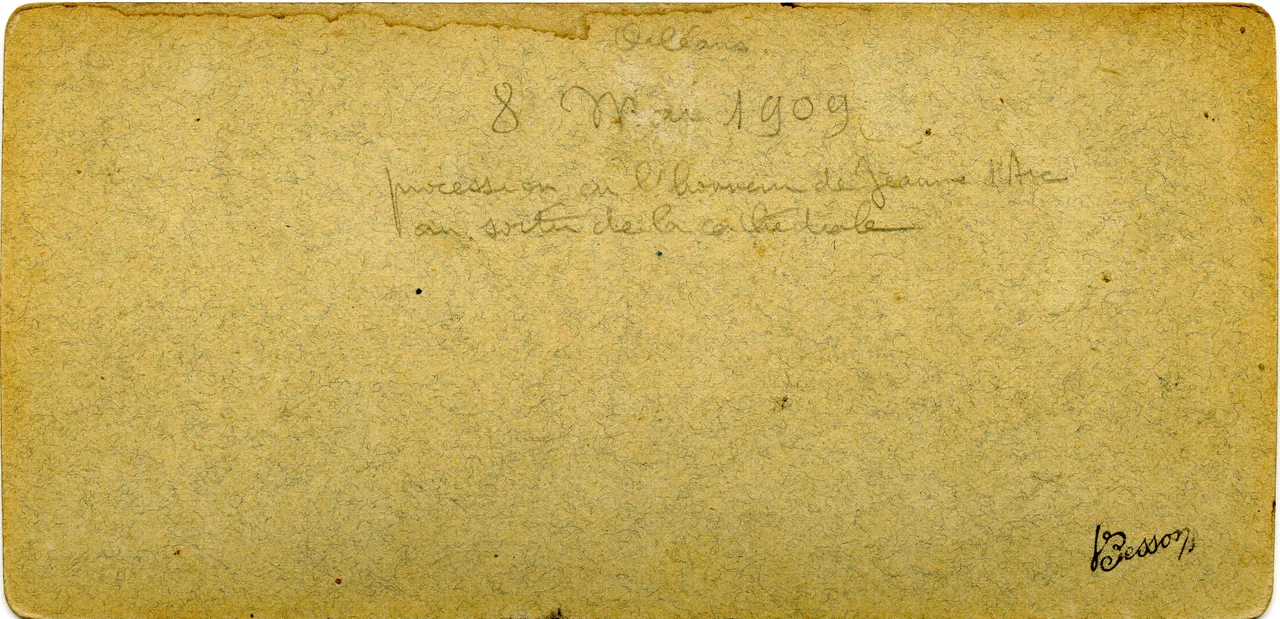 Orléans.
8 Mai 1909
procession en l'honneur de Jeanne d'Arc
au sortir de la cathédrale
Besson